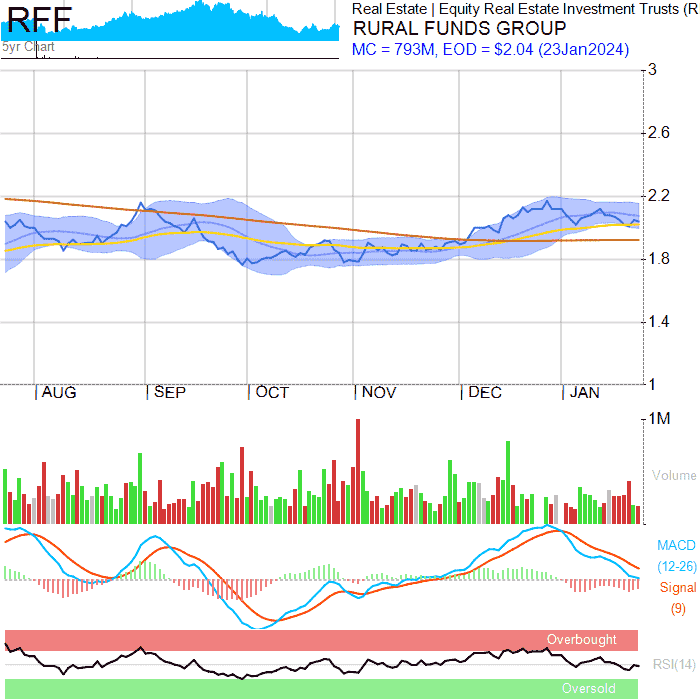 RFF
5yr Chart
Real Estate | Equity Real Estate Investment Trusts (R
RURAL FUNDS GROUP
MC = 793M, EOD = $2.04 (23Jan2024)
3
2.6
2.2
1.8
1.4
1
AUG SEP OCT NOV DEC JAN
1M
Volume
MACD
(12-26)
Signal
(9)
Overbought
RSI(14)
Oversold